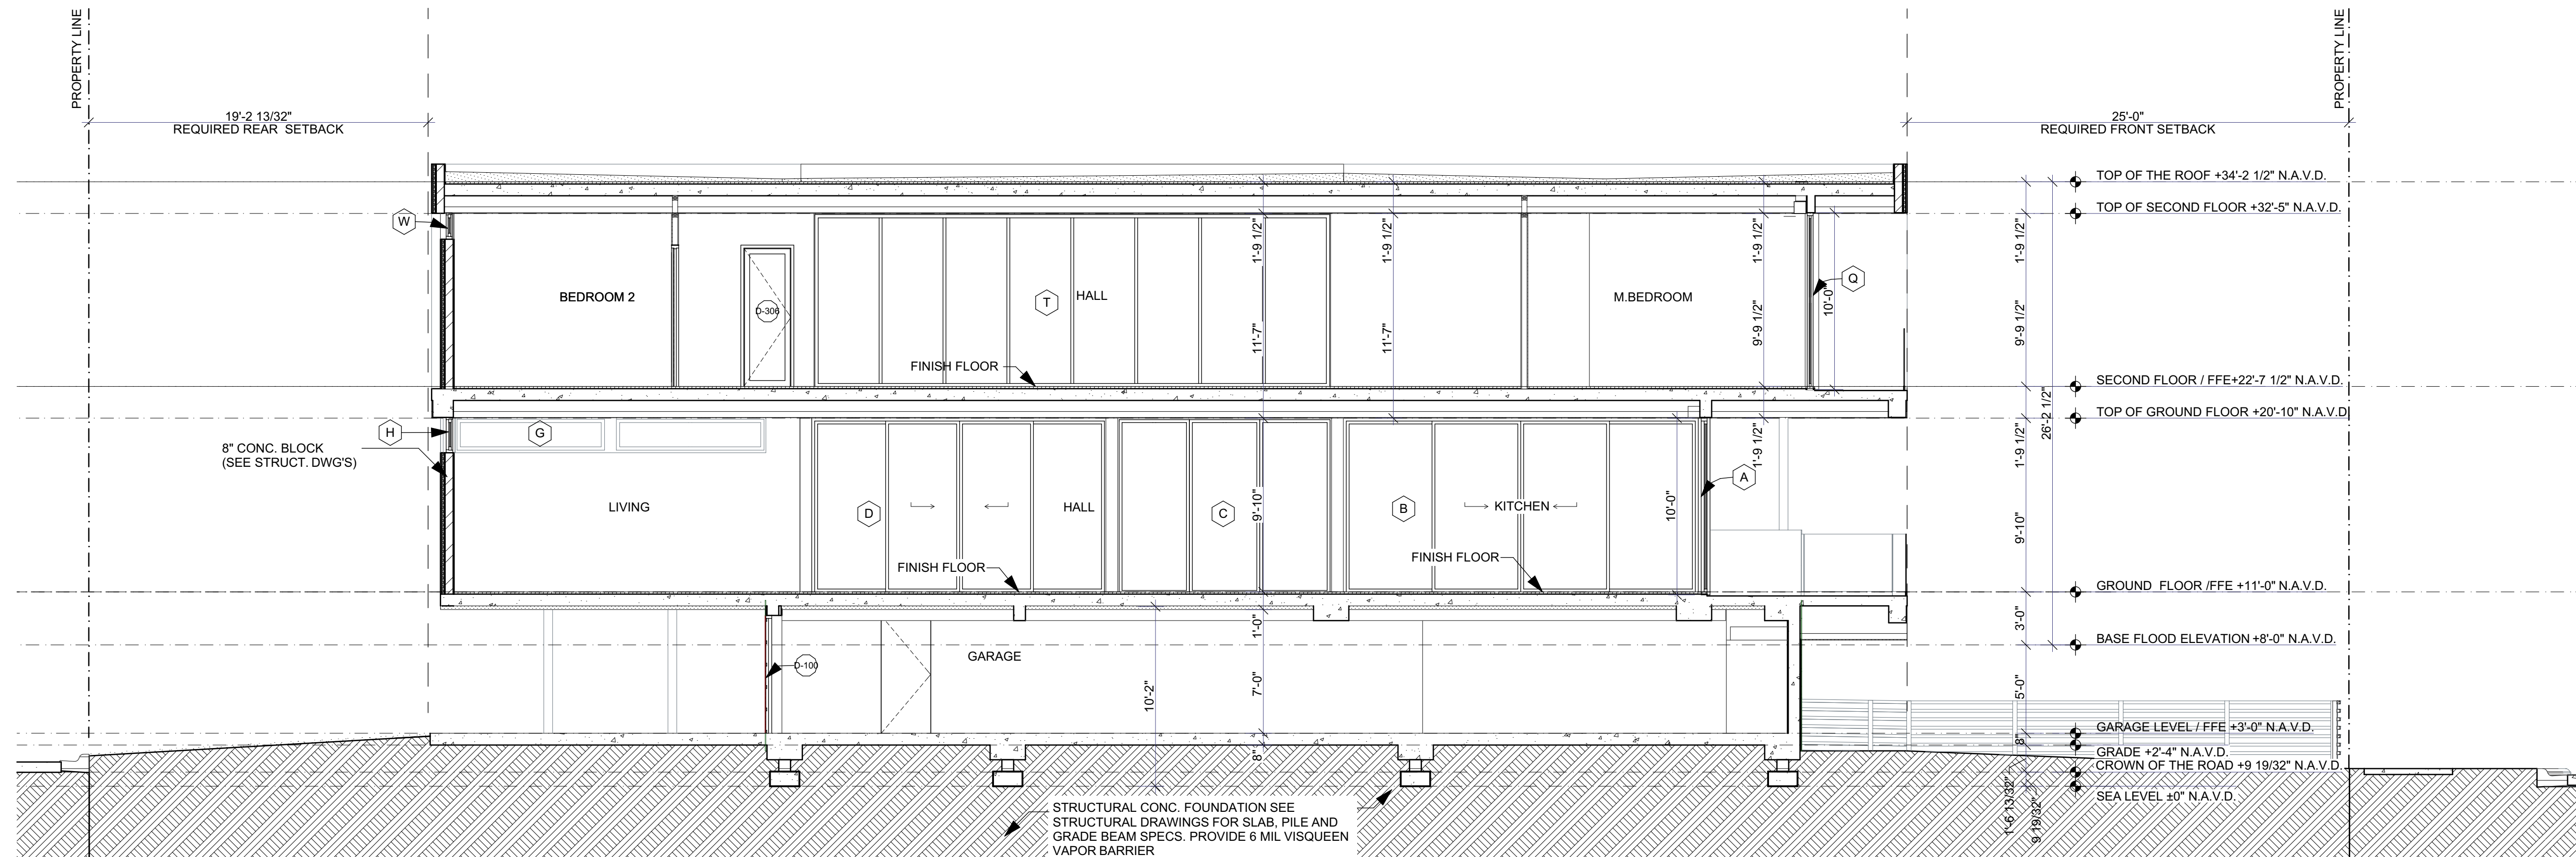 PROPERTY LINE
PROPERTY LINE
19'-2 13/32"
REQUIRED REAR SETBACK
25'-0"
REQUIRED FRONT SETBACK
TOP OF THE ROOF +34'-2 1/2" N.A.V.D.
TOP OF SECOND FLOOR +32'-5" N.A.V.D.
W
1'-9 1/2"
1'-9 1/2"
1'-9 1/2"
1'-9 1/2"
BEDROOM 2
D-306
T
HALL
M.BEDROOM
Q
10'-0"
11'-7"
11'-7"
9'-9 1/2"
9'-9 1/2"
FINISH FLOOR
SECOND FLOOR / FFE+22'-7 1/2" N.A.V.D.
TOP OF GROUND FLOOR +20'-10" N.A.V.D
26'-2 1/2"
H
G
1'-9 1/2"
1'-9 1/2"
8" CONC. BLOCK
(SEE STRUCT. DWG'S)
A
LIVING
D
HALL
C
9'-10"
B
KITCHEN
10'-0"
9'-10"
FINISH FLOOR
FINISH FLOOR
GROUND FLOOR /FFE +11'-0" N.A.V.D.
1'-0"
3'-0"
BASE FLOOD ELEVATION +8'-0" N.A.V.D.
D-100
GARAGE
10'-2"
7'-0"
5'-0"
GARAGE LEVEL / FFE +3'-0" N.A.V.D.
8"
8"
GRADE +2'-4" N.A.V.D.
CROWN OF THE ROAD +9 19/32" N.A.V.D.
1'-6 13/32"
9 19/32"
SEA LEVEL ±0" N.A.V.D.
STRUCTURAL CONC. FOUNDATION SEE
STRUCTURAL DRAWINGS FOR SLAB, PILE AND
GRADE BEAM SPECS. PROVIDE 6 MIL VISQUEEN
VAPOR BARRIER